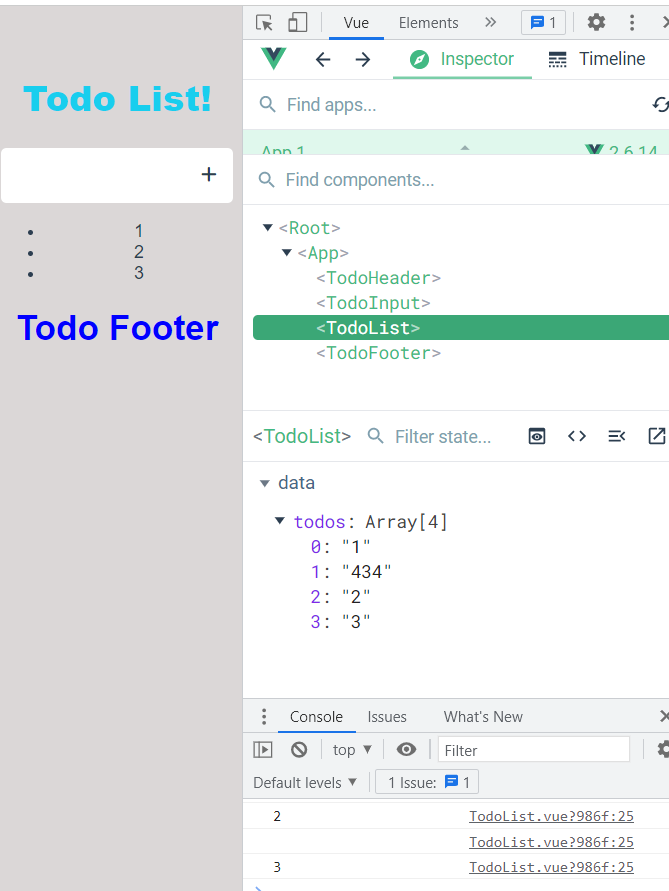 Todo List!
+
1
2
3
Todo Footer
Vue Elements 1
Inspector Timeline
Find apps...
App 1 2.6.14
Find components...
<Root>
<App>
<TodoHeader>
<TodoInput>
<TodoList>
<TodoFooter>
<TodoList> Filter state...
data
todos: Array[4]
0: "1"
1: "434"
2: "2"
3: "3"
Console Issues What's New
top Filter
Default levels 1 Issue: 1
2 TodoList.vue?986f:25
TodoList.vue?986f:25
3 TodoList.vue?986f:25